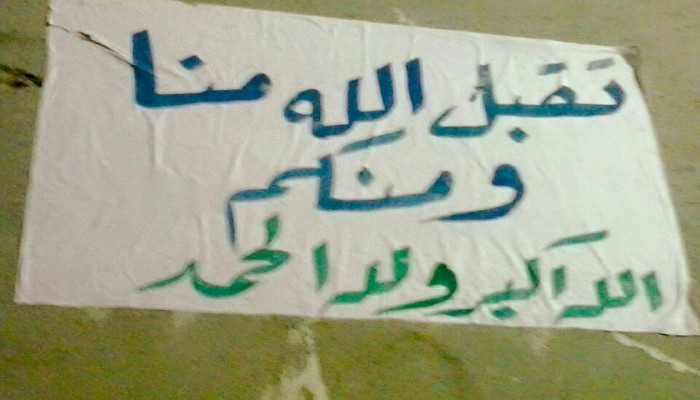 تقبل الله منا
ومنكم
الله اكبر ولله الحمد